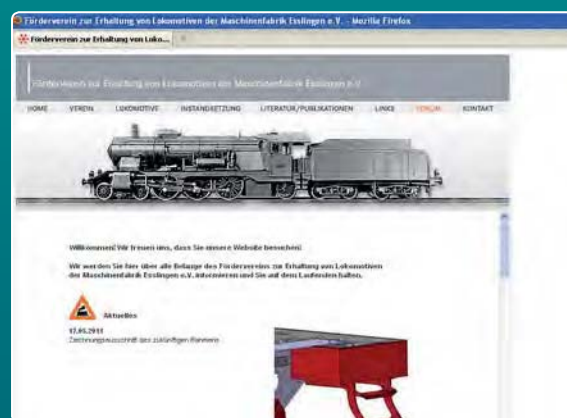 Förderverein zur Erhaltung von Lokomotiven der Maschinenfabrik Esslingen e.V. - Mozilla Firefox
Förderverein zur Erhaltung von Loko...
Förderverein zur Erhaltung von Lokomotiven der Maschinenfabrik Esslingen e.V.
HOME VEREIN LOKOMOTIVE INSTANDSETZUNG LITERATUR/PUBLIKATIONEN LINKS KONTAKT
Willkommen! Wir freuen uns, dass Sie unsere Website besuchen!
Wir werden Sie hier über alle Belange des Fördervereins zur Erhaltung von Lokomotiven
der Maschinenfabrik Esslingen e.V. informieren und Sie auf dem Laufenden halten.
Aktuelles
17.05.2011
Zeichnungsausschnitt des zukünftigen Rahmens